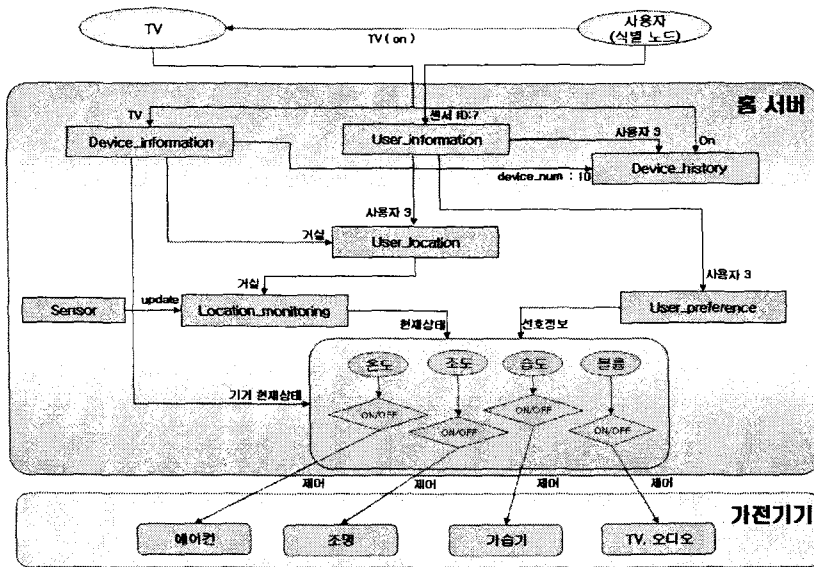 TV
TV ( on )
사용자
(식별 노드)
홈 서버
TV
센서 ID:7
Device_information
User_information
사용자 3
On
Device_history
device_num : 10
사용자 3
거실
User_location
거실
사용자 3
Sensor
update
Location_monitoring
User_preference
현재상태
선호정보
온도
조도
습도
볼륨
기기 현재상태
ON/OFF
ON/OFF
ON/OFF
ON/OFF
제어
제어
제어
제어
가전기기
에어컨
조명
가습기
TV, 오디오